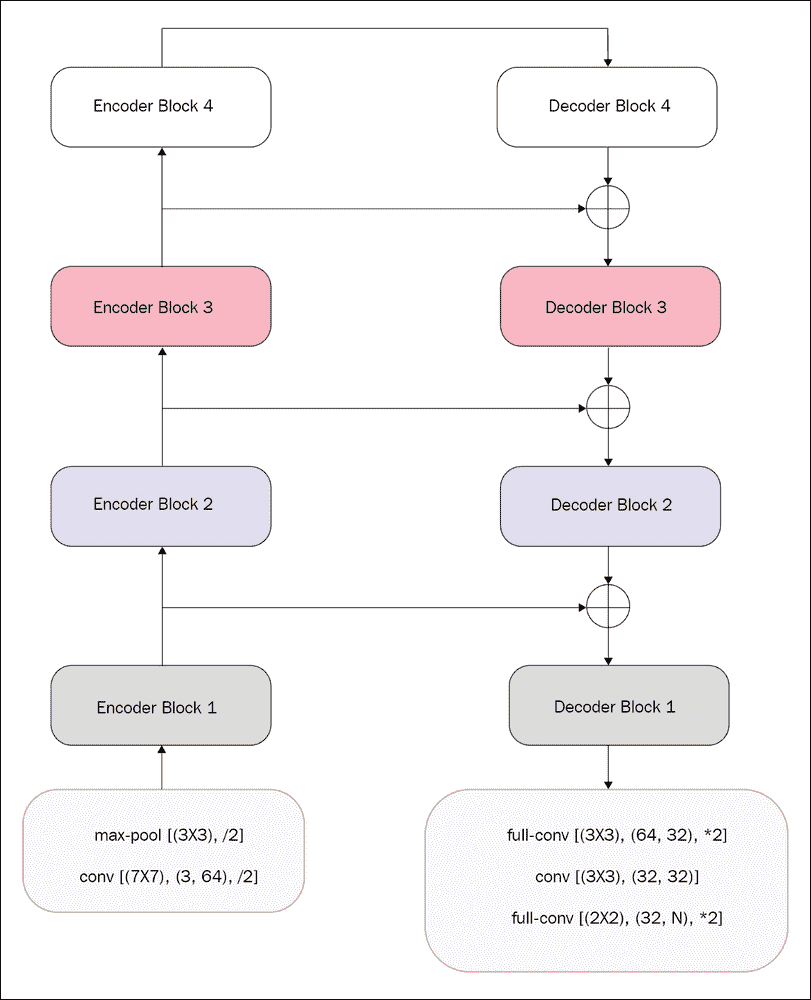 Encoder Block 4
Decoder Block 4
Encoder Block 3
Decoder Block 3
Encoder Block 2
Decoder Block 2
Encoder Block 1
Decoder Block 1
max-pool [(3X3), /2]
conv [(7X7), (3, 64), /2]
full-conv [(3X3), (64, 32), *2]
conv [(3X3), (32, 32)]
full-conv [(2X2), (32, N), *2]